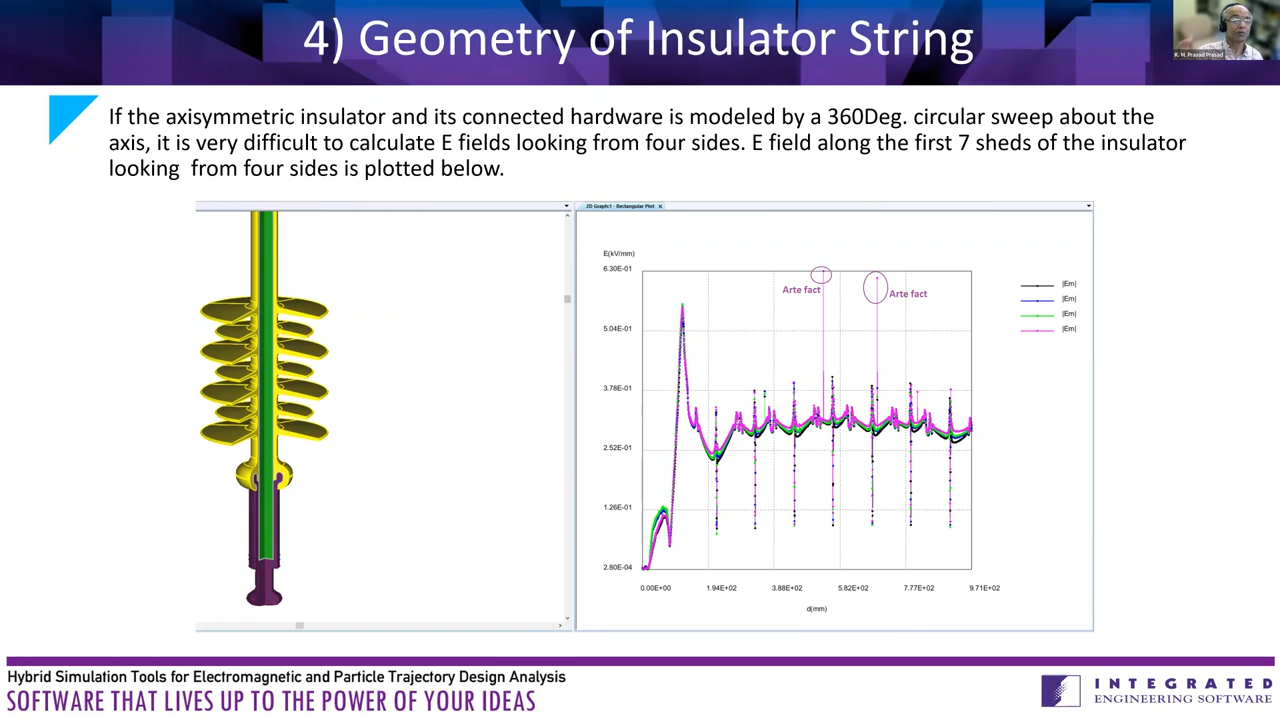 4) Geometry of Insulator String
K. M. Prasad Prasad
If the axisymmetric insulator and its connected hardware is modeled by a 360Deg. circular sweep about the
axis, it is very difficult to calculate E fields looking from four sides. E field along the first 7 sheds of the insulator
looking from four sides is plotted below.
2D Graph:1 - Rectangular Plot
E(kV/mm)
6.30E-01
5.04E-01
3.78E-01
2.52E-01
1.26E-01
2.80E-04
Arte fact
Arte fact
|Em|
|Em|
|Em|
|Em|
0.00E+00 1.94E+02 3.88E+02 5.82E+02 7.77E+02 9.71E+02
d(mm)
Hybrid Simulation Tools for Electromagnetic and Particle Trajectory Design Analysis
SOFTWARE THAT LIVES UP TO THE POWER OF YOUR IDEAS
INTEGRATED
ENGINEERING SOFTWARE